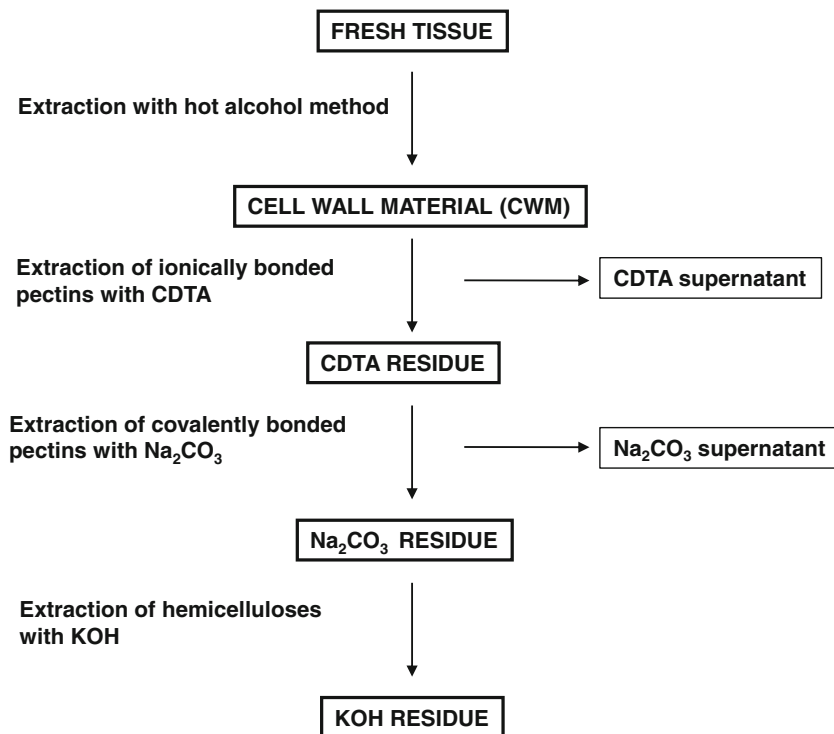 FRESH TISSUE
Extraction with hot alcohol method
CELL WALL MATERIAL (CWM)
Extraction of ionically bonded
pectins with CDTA
CDTA supernatant
CDTA RESIDUE
Extraction of covalently bonded
pectins with Na₂CO₃
Na₂CO₃ supernatant
Na₂CO₃ RESIDUE
Extraction of hemicelluloses
with KOH
KOH RESIDUE